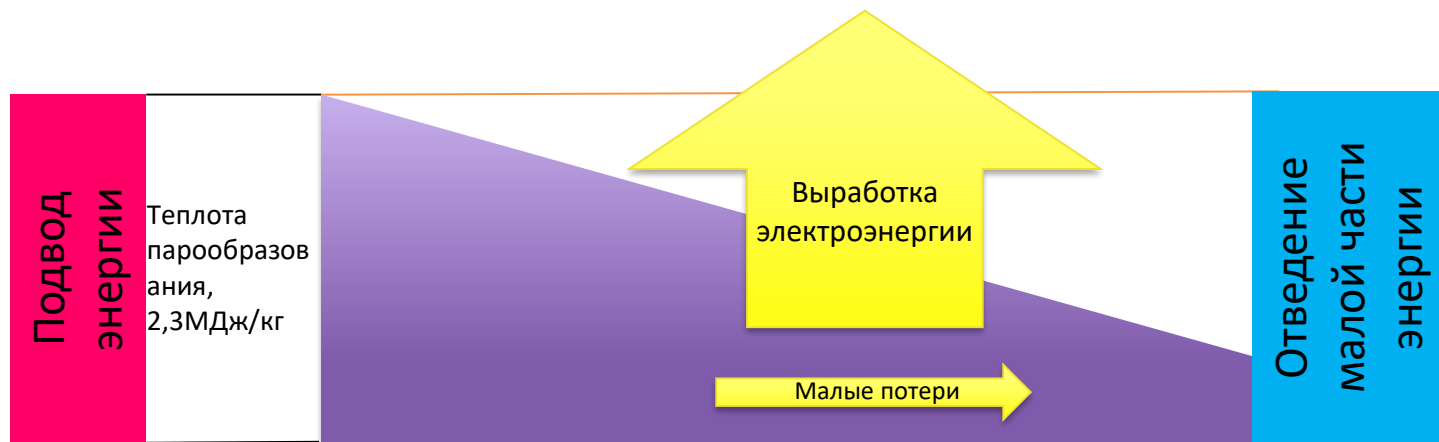 Подвод
энергии
Теплота
парообразов
ания,
2,3МДж/кг
Выработка
электроэнергии
Малые потери
Отведение
малой части
энергии